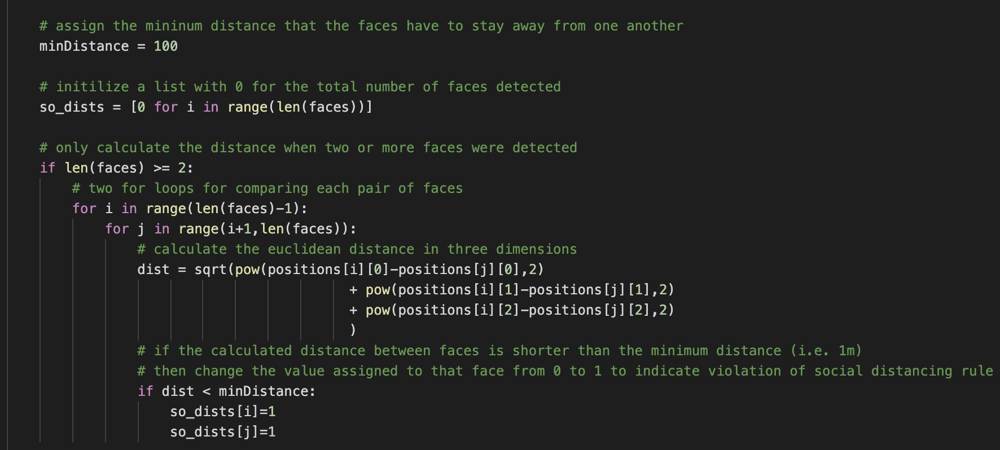 # assign the mininum distance that the faces have to stay away from one another
minDistance = 100
# initilize a list with 0 for the total number of faces detected
so_dists = [0 for i in range(len(faces))]
# only calculate the distance when two or more faces were detected
if len(faces) >= 2:
# two for loops for comparing each pair of faces
for i in range(len(faces)-1):
for j in range(i+1,len(faces)):
# calculate the euclidean distance in three dimensions
dist = sqrt(pow(positions[i][0]-positions[j][0],2)
+ pow(positions[i][1]-positions[j][1],2)
+ pow(positions[i][2]-positions[j][2],2)
)
# if the calculated distance between faces is shorter than the minimum distance (i.e. 1m)
# then change the value assigned to that face from 0 to 1 to indicate violation of social distancing rule
if dist < minDistance:
so_dists[i]=1
so_dists[j]=1